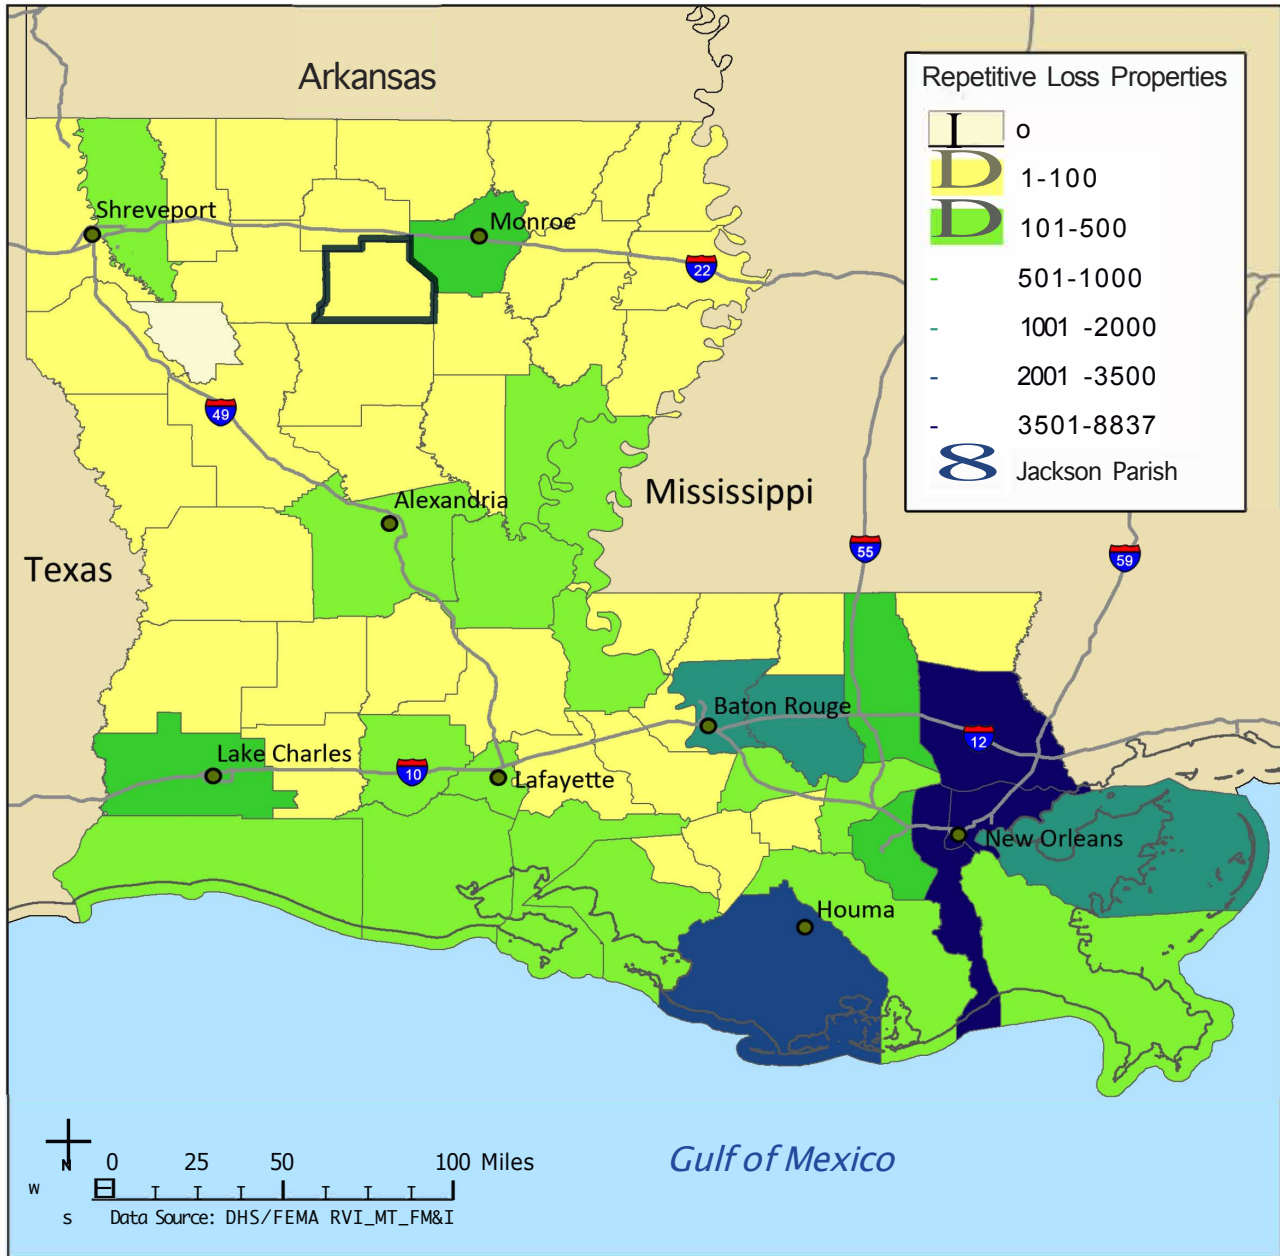 Arkansas
Repetitive Loss Properties
I o
D 1-100
D 101-500
- 501-1000
- 1001 -2000
- 2001 -3500
- 3501-8837
8 Jackson Parish
Shreveport
Monroe
22
49
Alexandria
Mississippi
Texas
55
59
Baton Rouge
12
Lake Charles
10
Lafayette
New Orleans
Houma
Gulf of Mexico
N 0 25 50 100 Miles
W
S Data Source: DHS/FEMA RVI_MT_FM&I